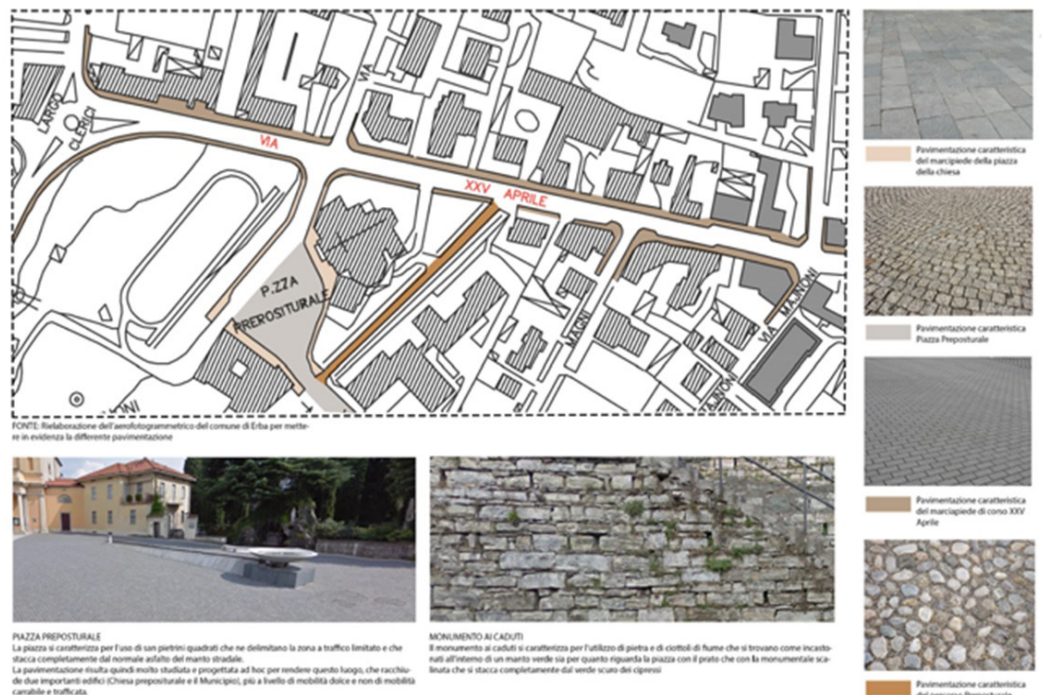 LARGO
CLERICI
VIA
VIA
XXV APRILE
P.ZZA
PREPOSITURALE
MAGNI
VIA MAJNONI
MAJNONI
NONI
Pavimentazione caratteristica
del marcipiede della piazza
della chiesa
Pavimentazione caratteristica
Piazza Preposturale
Pavimentazione caratteristica
del marciapiede di corso XXV
Aprile
Pavimentazione caratteristica
FONTE: Rielaborazione dell'aerofotogrammetrico del comune di Erba per mette-
re in evidenza la differente pavimentazione
PIAZZA PREPOSTURALE
La piazza si caratterizza per l'uso di san pietrini quadrati che ne delimitano la zona a traffico limitato e che
stacca completamente dal normale asfalto del manto stradale.
La pavimentazione risulta quindi molto studiata e progettata ad hoc per rendere questo luogo, che racchiu-
de due importanti edifici (Chiesa prepositurale e il Municipio), più a livello di mobilità dolce e non di mobilità
carrabile e trafficata.
MONUMENTO AI CADUTI
Il monumento ai caduti si caratterizza per l'utilizzo di pietra e di ciottoli di fiume che si trovano come incasto-
nati all'interno di un manto verde sia per quanto riguarda la piazza con il prato che con la monumentale sca-
linata che si stacca completamente dal verde scuro dei cipressi